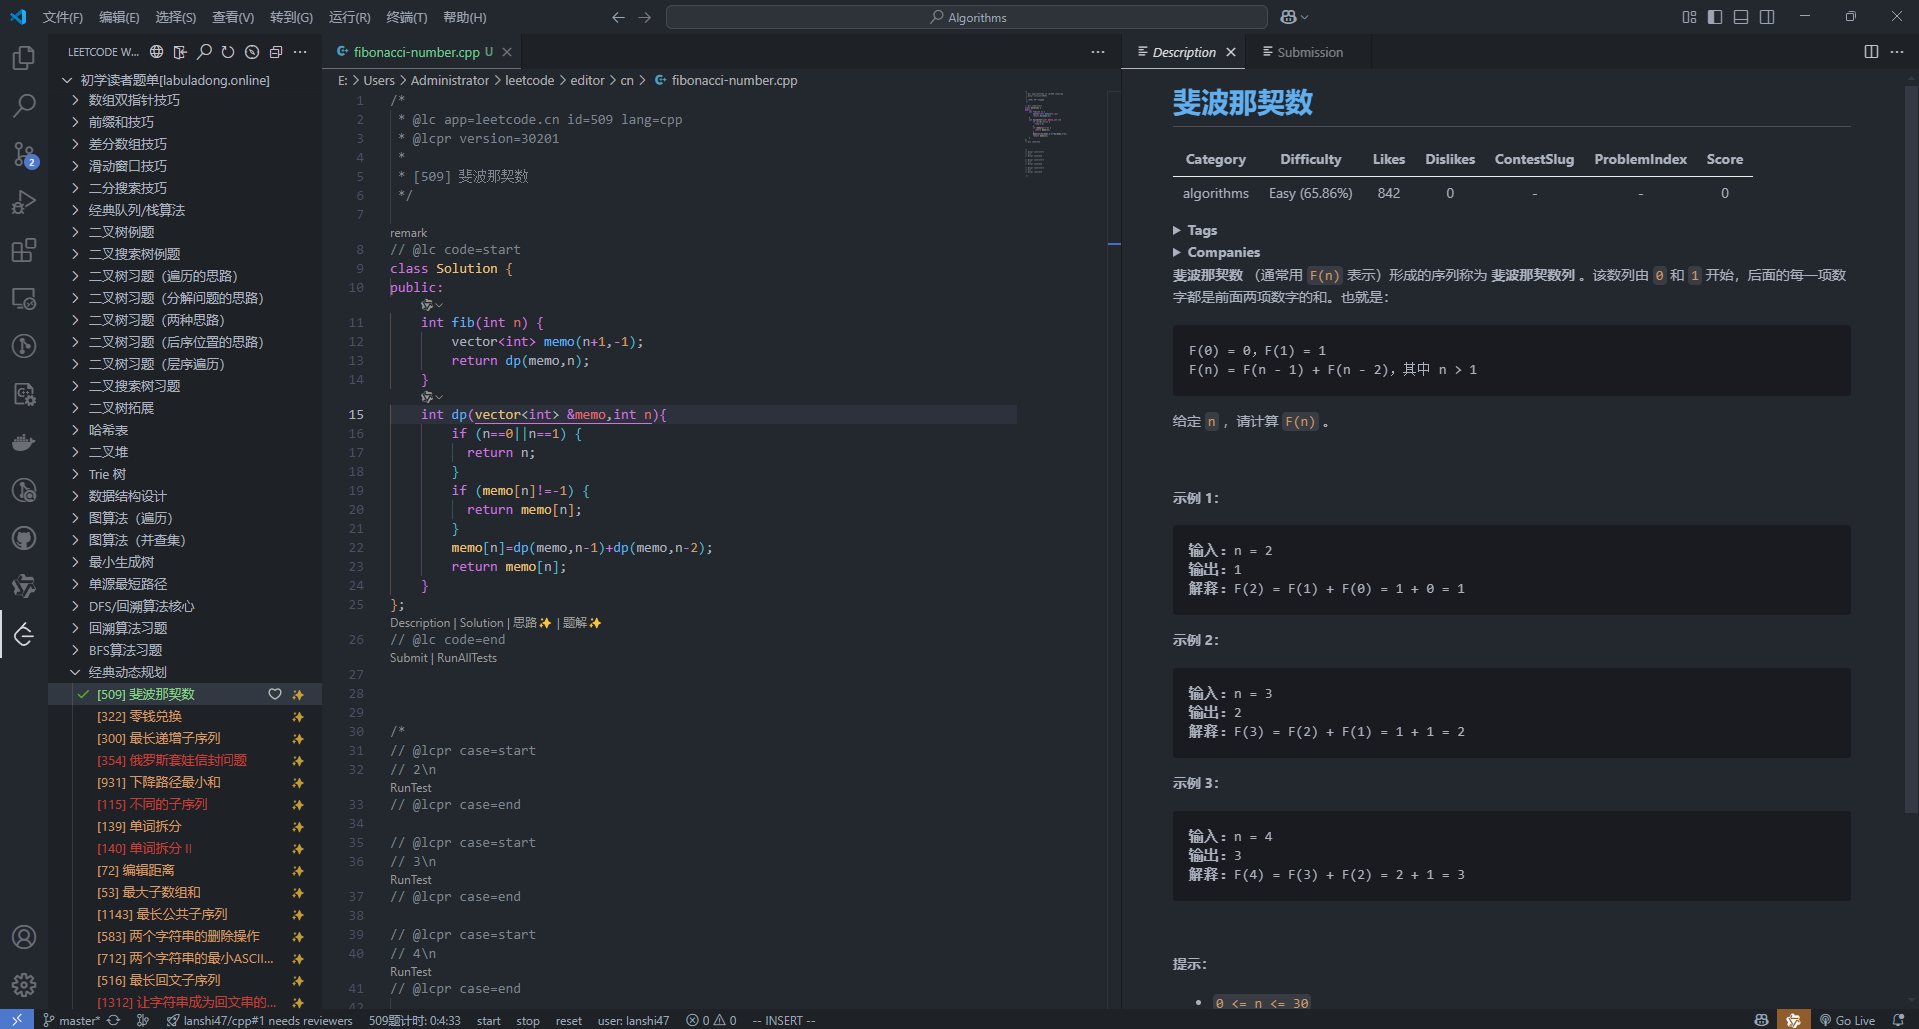 文件(F) 编辑(E) 选择(S) 查看(V) 转到(G) 运行(R) 终端(T) 帮助(H)
Algorithms
LEETCODE W...
初学读者题单[labuladong.online]
数组双指针技巧
前缀和技巧
差分数组技巧
滑动窗口技巧
二分搜索技巧
经典队列/栈算法
二叉树例题
二叉搜索树例题
二叉树习题（遍历的思路）
二叉树习题（分解问题的思路）
二叉树习题（两种思路）
二叉树习题（后序位置的思路）
二叉树习题（层序遍历）
二叉搜索树习题
二叉树拓展
哈希表
二叉堆
Trie 树
数据结构设计
图算法（遍历）
图算法（并查集）
最小生成树
单源最短路径
DFS/回溯算法核心
回溯算法习题
BFS算法习题
经典动态规划
[509] 斐波那契数
[322] 零钱兑换
[300] 最长递增子序列
[354] 俄罗斯套娃信封问题
[931] 下降路径最小和
[115] 不同的子序列
[139] 单词拆分
[140] 单词拆分 II
[72] 编辑距离
[53] 最大子数组和
[1143] 最长公共子序列
[583] 两个字符串的删除操作
[712] 两个字符串的最小ASCII...
[516] 最长回文子序列
[1312] 让字符串成为回文串的...
2
fibonacci-number.cpp U
E: > Users > Administrator > leetcode > editor > cn > fibonacci-number.cpp
1 /*
2 * @lc app=leetcode.cn id=509 lang=cpp
3 * @lcpr version=30201
4 *
5 * [509] 斐波那契数
6 */
7
remark
8 // @lc code=start
9 class Solution {
10 public:
11 int fib(int n) {
12 vector<int> memo(n+1,-1);
13 return dp(memo,n);
14 }
15 int dp(vector<int> &memo,int n){
16 if (n==0||n==1) {
17 return n;
18 }
19 if (memo[n]!=-1) {
20 return memo[n];
21 }
22 memo[n]=dp(memo,n-1)+dp(memo,n-2);
23 return memo[n];
24 }
25 };
Description | Solution | 思路✨ | 题解✨
26 // @lc code=end
Submit | RunAllTests
27
28
29
30 /*
31 // @lcpr case=start
32 // 2\n
RunTest
33 // @lcpr case=end
34
35 // @lcpr case=start
36 // 3\n
RunTest
37 // @lcpr case=end
38
39 // @lcpr case=start
40 // 4\n
RunTest
41 // @lcpr case=end
42
Description Submission
斐波那契数
Category Difficulty Likes Dislikes ContestSlug ProblemIndex Score
algorithms Easy (65.86%) 842 0 - - 0
Tags
Companies
斐波那契数 （通常用 F(n) 表示）形成的序列称为 斐波那契数列 。该数列由 0 和 1 开始，后面的每一项数
字都是前面两项数字的和。也就是：
F(0) = 0，F(1) = 1
F(n) = F(n - 1) + F(n - 2)，其中 n > 1
给定 n ，请计算 F(n) 。
示例 1：
输入：n = 2
输出：1
解释：F(2) = F(1) + F(0) = 1 + 0 = 1
示例 2：
输入：n = 3
输出：2
解释：F(3) = F(2) + F(1) = 1 + 1 = 2
示例 3：
输入：n = 4
输出：3
解释：F(4) = F(3) + F(2) = 2 + 1 = 3
提示：
• 0 <= n <= 30
master* lanshi47/cpp#1 needs reviewers 509题计时: 0:4:33 start stop reset user: lanshi47 0 0 -- INSERT -- Go Live